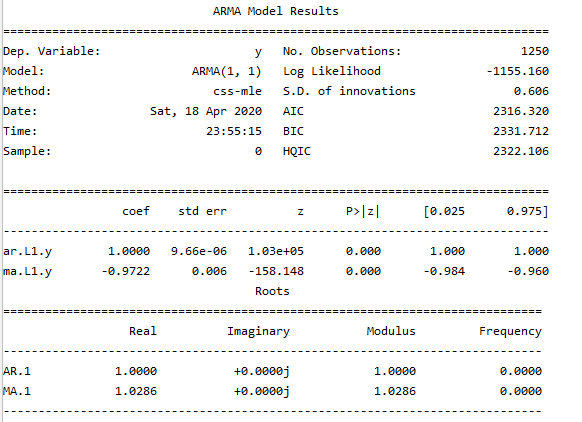 ARMA Model Results
==============================================================================
Dep. Variable: y No. Observations: 1250
Model: ARMA(1, 1) Log Likelihood -1155.160
Method: css-mle S.D. of innovations 0.606
Date: Sat, 18 Apr 2020 AIC 2316.320
Time: 23:55:15 BIC 2331.712
Sample: 0 HQIC 2322.106
==============================================================================
coef std err z P>|z| [0.025 0.975]
------------------------------------------------------------------------------
ar.L1.y 1.0000 9.66e-06 1.03e+05 0.000 1.000 1.000
ma.L1.y -0.9722 0.006 -158.148 0.000 -0.984 -0.960
Roots
=============================================================================
Real Imaginary Modulus Frequency
-----------------------------------------------------------------------------
AR.1 1.0000 +0.0000j 1.0000 0.0000
MA.1 1.0286 +0.0000j 1.0286 0.0000
-----------------------------------------------------------------------------